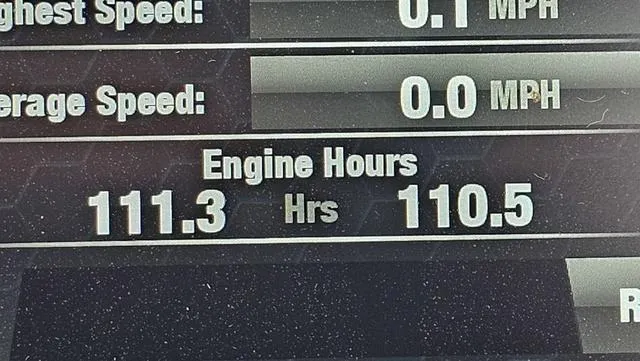 ghest Speed: 0.1 MPH
erage Speed: 0.0 MPH
Engine Hours
111.3 Hrs 110.5
R